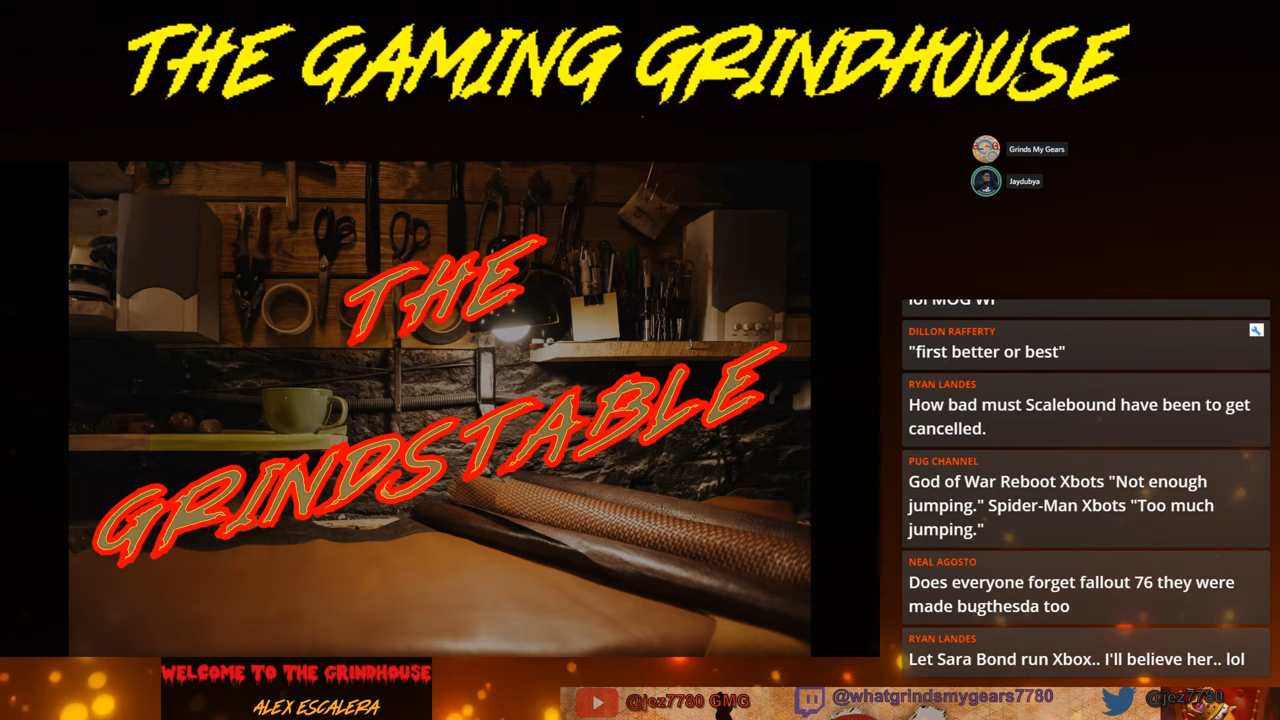 THE GAMING GRINDHOUSE
Grinds My Gears
Jaydubya
THE
GRINDSTABLE
lol MOG WI
DILLON RAFFERTY
"first better or best"
RYAN LANDES
How bad must Scalebound have been to get
cancelled.
PUG CHANNEL
God of War Reboot Xbots "Not enough
jumping." Spider-Man Xbots "Too much
jumping."
NEAL AGOSTO
Does everyone forget fallout 76 they were
made bugthesda too
RYAN LANDES
Let Sara Bond run Xbox.. I'll believe her.. lol
WELCOME TO THE GRINDHOUSE
ALEX ESCALERA
@jez7780 GMG
@whatgrindsmygears7780
@jez7780